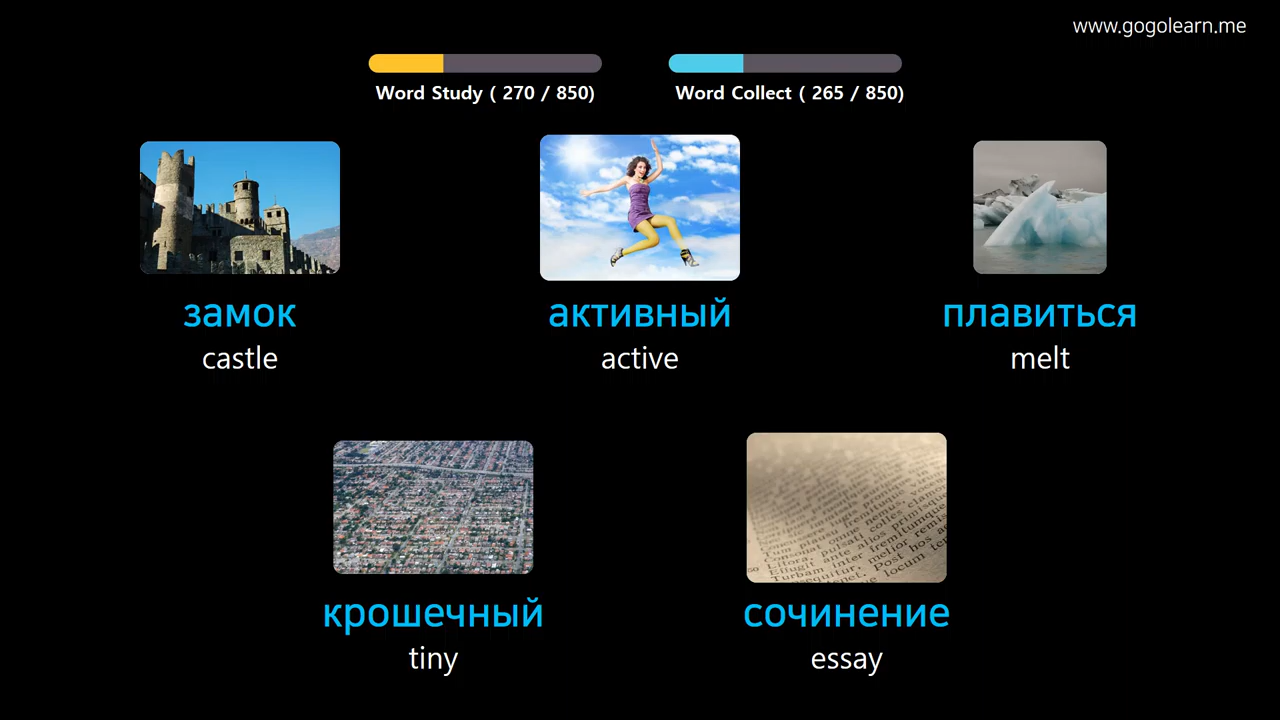 www.gogolearn.me
Word Study ( 270 / 850)
Word Collect ( 265 / 850)
замок
castle
активный
active
плавиться
melt
крошечный
tiny
сочинение
essay